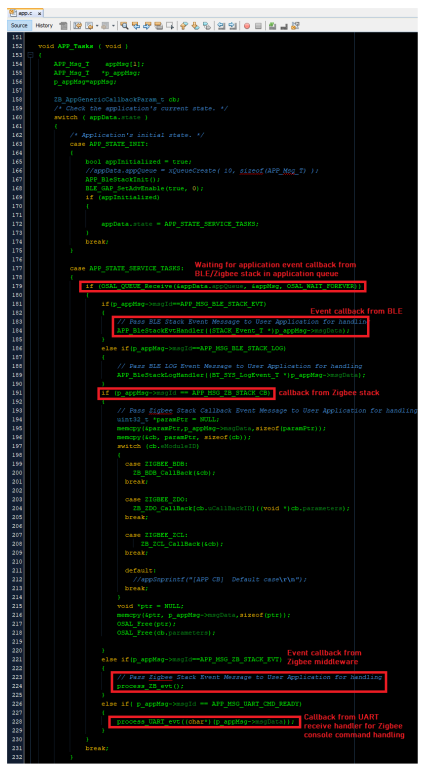 app.c x
Source History
151
152 void APP_Tasks ( void )
153 {
154 APP_Msg_T appMsg[1];
155 APP_Msg_T *p_appMsg;
156 p_appMsg=appMsg;
157
158 ZB_AppGenericCallbackParam_t cb;
159 /* Check the application's current state. */
160 switch ( appData.state )
161 {
162 /* Application's initial state. */
163 case APP_STATE_INIT:
164 {
165 bool appInitialized = true;
166 //appData.appQueue = xQueueCreate( 10, sizeof(APP_Msg_T) );
167 APP_BleStackInit();
168 BLE_GAP_SetAdvEnable(true, 0);
169 if (appInitialized)
170 {
171
172 appData.state = APP_STATE_SERVICE_TASKS;
173 }
174 break;
175 }
176
177 case APP_STATE_SERVICE_TASKS:
Waiting for application event callback from
BLE/Zigbee stack in application queue
178 {
179 if (OSAL_QUEUE_Receive(&appData.appQueue, &appMsg, OSAL_WAIT_FOREVER))
180 {
181 if(p_appMsg->msgId==APP_MSG_BLE_STACK_EVT)
Event callback from BLE
182 {
183 // Pass BLE Stack Event Message to User Application for handling
184 APP_BleStackEvtHandler((STACK_Event_T *)p_appMsg->msgData);
185 }
186 else if(p_appMsg->msgId==APP_MSG_BLE_STACK_LOG)
187 {
188 // Pass BLE LOG Event Message to User Application for handling
189 APP_BleStackLogHandler((BT_SYS_LogEvent_T *)p_appMsg->msgData);
190 }
191 if (p_appMsg->msgId == APP_MSG_ZB_STACK_CB) callback from Zigbee stack
192 {
193 // Pass Zigbee Stack Callback Event Message to User Application for handling
194 uint32_t *paramPtr = NULL;
195 memcpy(&paramPtr,p_appMsg->msgData,sizeof(paramPtr));
196 memcpy(&cb, paramPtr, sizeof(cb));
197 switch (cb.eModuleID)
198 {
199 case ZIGBEE_BDB:
200 ZB_BDB_CallBack(&cb);
201 break;
202
203 case ZIGBEE_ZDO:
204 ZB_ZDO_CallBack[cb.uCallBackID]((void *)cb.parameters);
205 break;
206
207 case ZIGBEE_ZCL:
208 ZB_ZCL_CallBack(&cb);
209 break;
210
211 default:
212 //appSnprintf("[APP CB] Default case\r\n");
213 break;
214 }
215 void *ptr = NULL;
216 memcpy(&ptr, p_appMsg->msgData,sizeof(ptr));
217 OSAL_Free(ptr);
218 OSAL_Free(cb.parameters);
219
Event callback from
Zigbee middleware
220 }
221 else if(p_appMsg->msgId==APP_MSG_ZB_STACK_EVT)
222 {
223 // Pass Zigbee Stack Event Message to User Application for handling
224 process_ZB_evt();
225 }
226 else if( p_appMsg->msgId == APP_MSG_UART_CMD_READY)
227 {
228 process_UART_evt((char*)(p_appMsg->msgData));
Callback from UART
receive handler for Zigbee
console command handling
229 }
230 }
231 break;
232 }